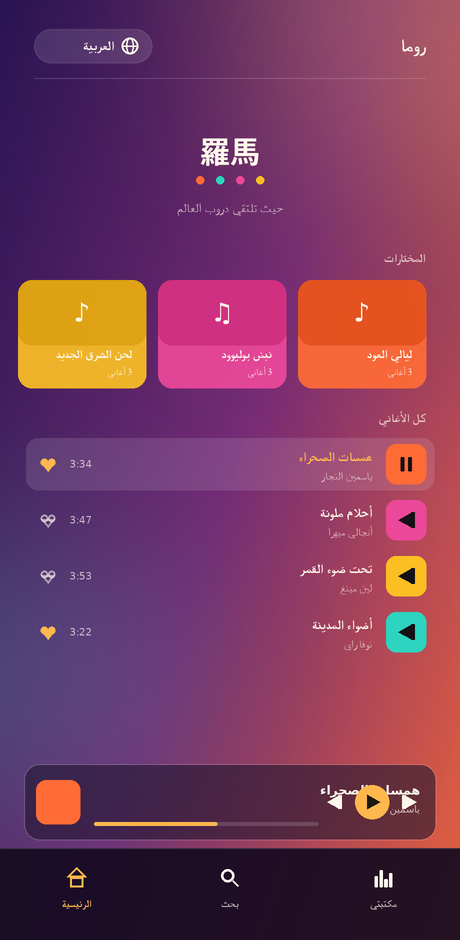 روما
العربية
羅馬
حيث تلتقي دروب العالم
المختارات
ليالي العود
3 أغاني
نبض بوليوود
3 أغاني
لحن الشرق الجديد
3 أغاني
كل الأغاني
همسات الصحراء
ياسمين النجار
3:34
أحلام ملونة
أنجالي ميهرا
3:47
تحت ضوء القمر
لين مينغ
3:53
أضواء المدينة
نوفا راي
3:22
همسات الصحراء
ياسمين
مكتبتي
بحث
الرئيسية